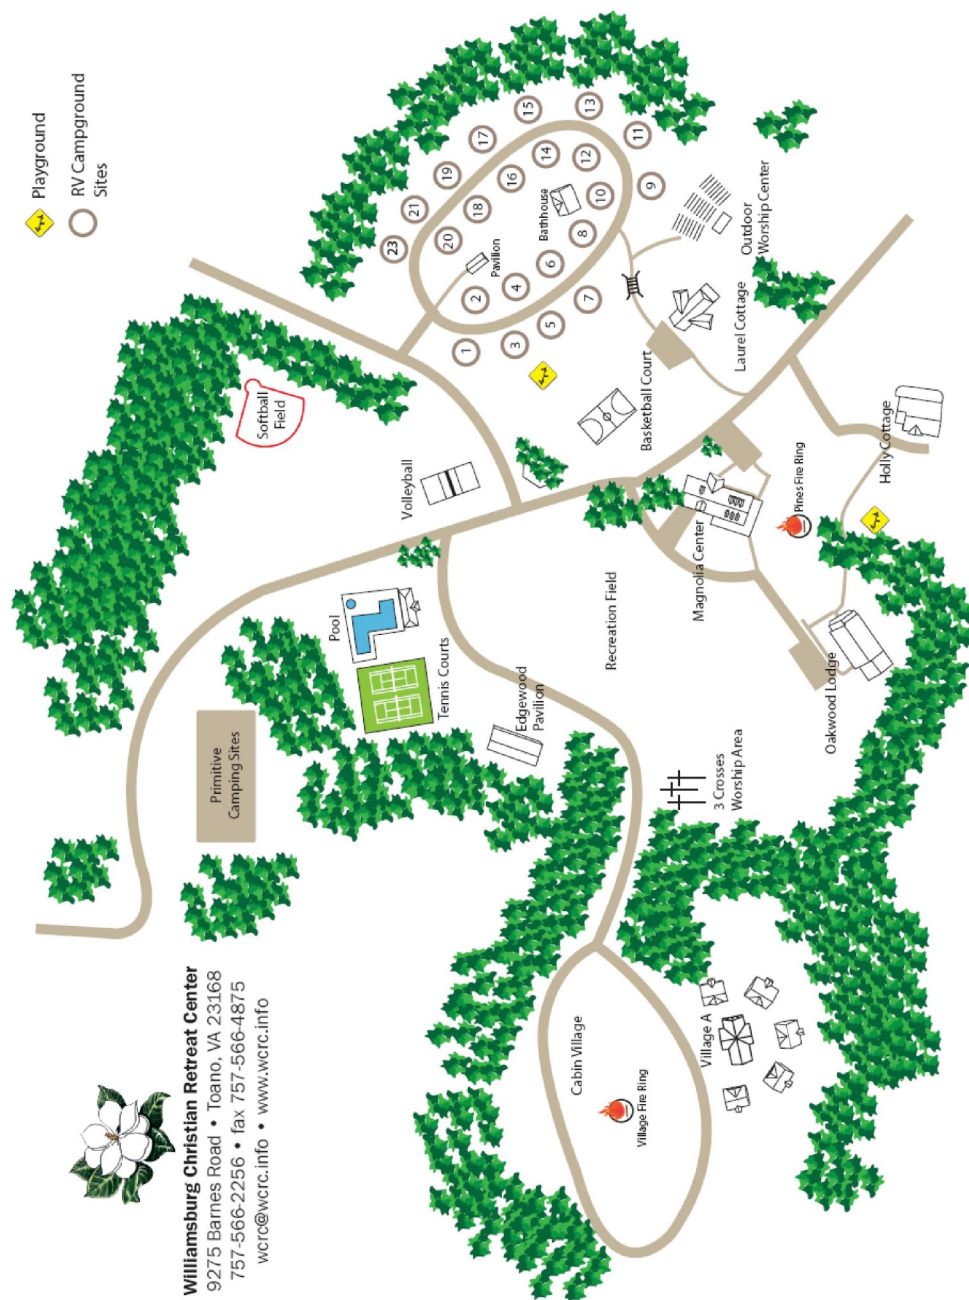 Williamsburg Christian Retreat Center
9275 Barnes Road • Toano, VA 23168
757-566-2256 • fax 757-566-4875
wcrc@wcrc.info • www.wcrc.info
Playground
RV Campground
Sites
Primitive
Camping Sites
Softball
Field
Pool
Tennis Courts
Volleyball
Edgewood
Pavilion
23
21
19
17
15
13
11
9
20
18
16
14
12
10
8
6
4
2
1
3
5
7
Pavilion
Bathhouse
Cabin Village
Village Fire Ring
Recreation Field
Basketball Court
Village A
3 Crosses
Worship Area
Magnolia Center
Laurel Cottage
Outdoor
Worship Center
Pines Fire Ring
Oakwood Lodge
Holly Cottage